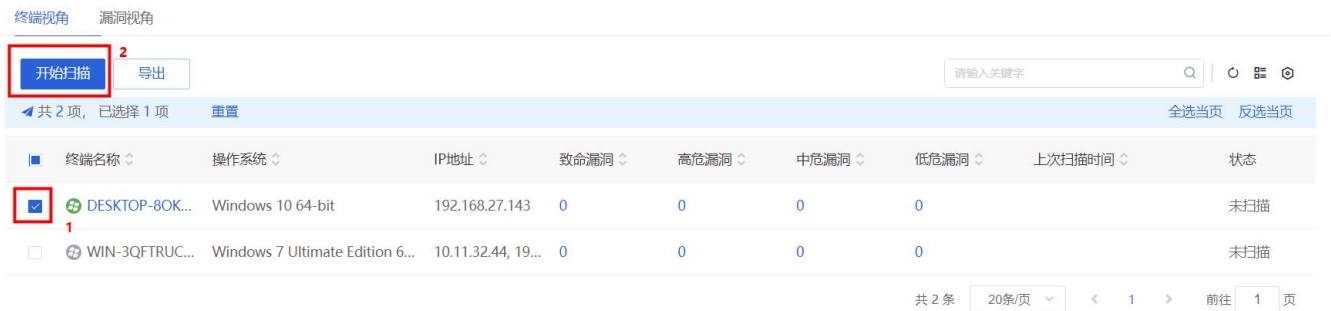 终端视角 漏洞视角
2
开始扫描 导出 请输入关键字
共 2 项, 已选择 1 项 重置 全选当页 反选当页
终端名称 操作系统 IP地址 致命漏洞 高危漏洞 中危漏洞 低危漏洞 上次扫描时间 状态
DESKTOP-8OK... Windows 10 64-bit 192.168.27.143 0 0 0 0 未扫描
1
WIN-3QFTRUC... Windows 7 Ultimate Edition 6... 10.11.32.44, 19... 0 0 0 0 未扫描
共 2 条 20条/页 < 1 > 前往 1 页